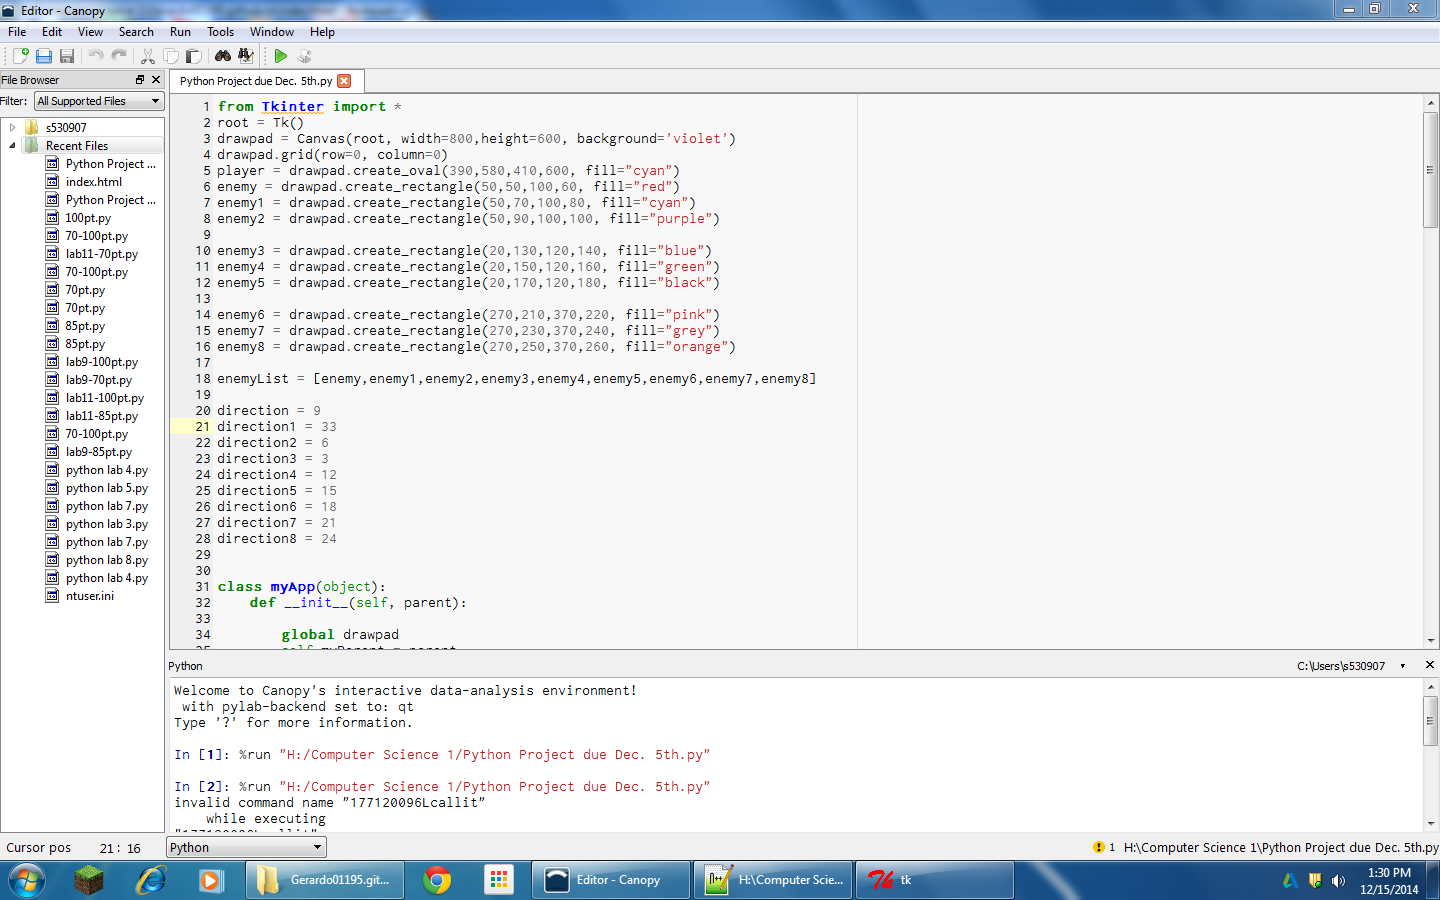 Editor - Canopy
File Edit View Search Run Tools Window Help
File Browser
Filter: All Supported Files
s530907
Recent Files
Python Project ...
index.html
Python Project ...
100pt.py
70-100pt.py
lab11-70pt.py
70-100pt.py
70pt.py
70pt.py
85pt.py
85pt.py
lab9-100pt.py
lab9-70pt.py
lab11-100pt.py
lab11-85pt.py
70-100pt.py
lab9-85pt.py
python lab 4.py
python lab 5.py
python lab 7.py
python lab 3.py
python lab 7.py
python lab 8.py
python lab 4.py
ntuser.ini
Python Project due Dec. 5th.py
1 from Tkinter import *
2 root = Tk()
3 drawpad = Canvas(root, width=800,height=600, background='violet')
4 drawpad.grid(row=0, column=0)
5 player = drawpad.create_oval(390,580,410,600, fill="cyan")
6 enemy = drawpad.create_rectangle(50,50,100,60, fill="red")
7 enemy1 = drawpad.create_rectangle(50,70,100,80, fill="cyan")
8 enemy2 = drawpad.create_rectangle(50,90,100,100, fill="purple")
9
10 enemy3 = drawpad.create_rectangle(20,130,120,140, fill="blue")
11 enemy4 = drawpad.create_rectangle(20,150,120,160, fill="green")
12 enemy5 = drawpad.create_rectangle(20,170,120,180, fill="black")
13
14 enemy6 = drawpad.create_rectangle(270,210,370,220, fill="pink")
15 enemy7 = drawpad.create_rectangle(270,230,370,240, fill="grey")
16 enemy8 = drawpad.create_rectangle(270,250,370,260, fill="orange")
17
18 enemyList = [enemy,enemy1,enemy2,enemy3,enemy4,enemy5,enemy6,enemy7,enemy8]
19
20 direction = 9
21 direction1 = 33
22 direction2 = 6
23 direction3 = 3
24 direction4 = 12
25 direction5 = 15
26 direction6 = 18
27 direction7 = 21
28 direction8 = 24
29
30
31 class myApp(object):
32 def __init__(self, parent):
33
34 global drawpad
Python
C:\Users\s530907
Welcome to Canopy's interactive data-analysis environment!
with pylab-backend set to: qt
Type '?' for more information.
In [1]: %run "H:/Computer Science 1/Python Project due Dec. 5th.py"
In [2]: %run "H:/Computer Science 1/Python Project due Dec. 5th.py"
invalid command name "177120096Lcallit"
while executing
Cursor pos 21 : 16 Python 1 H:\Computer Science 1\Python Project due Dec. 5th.py
Gerardo01195.git... Editor - Canopy H:\Computer Scie... tk
1:30 PM
12/15/2014